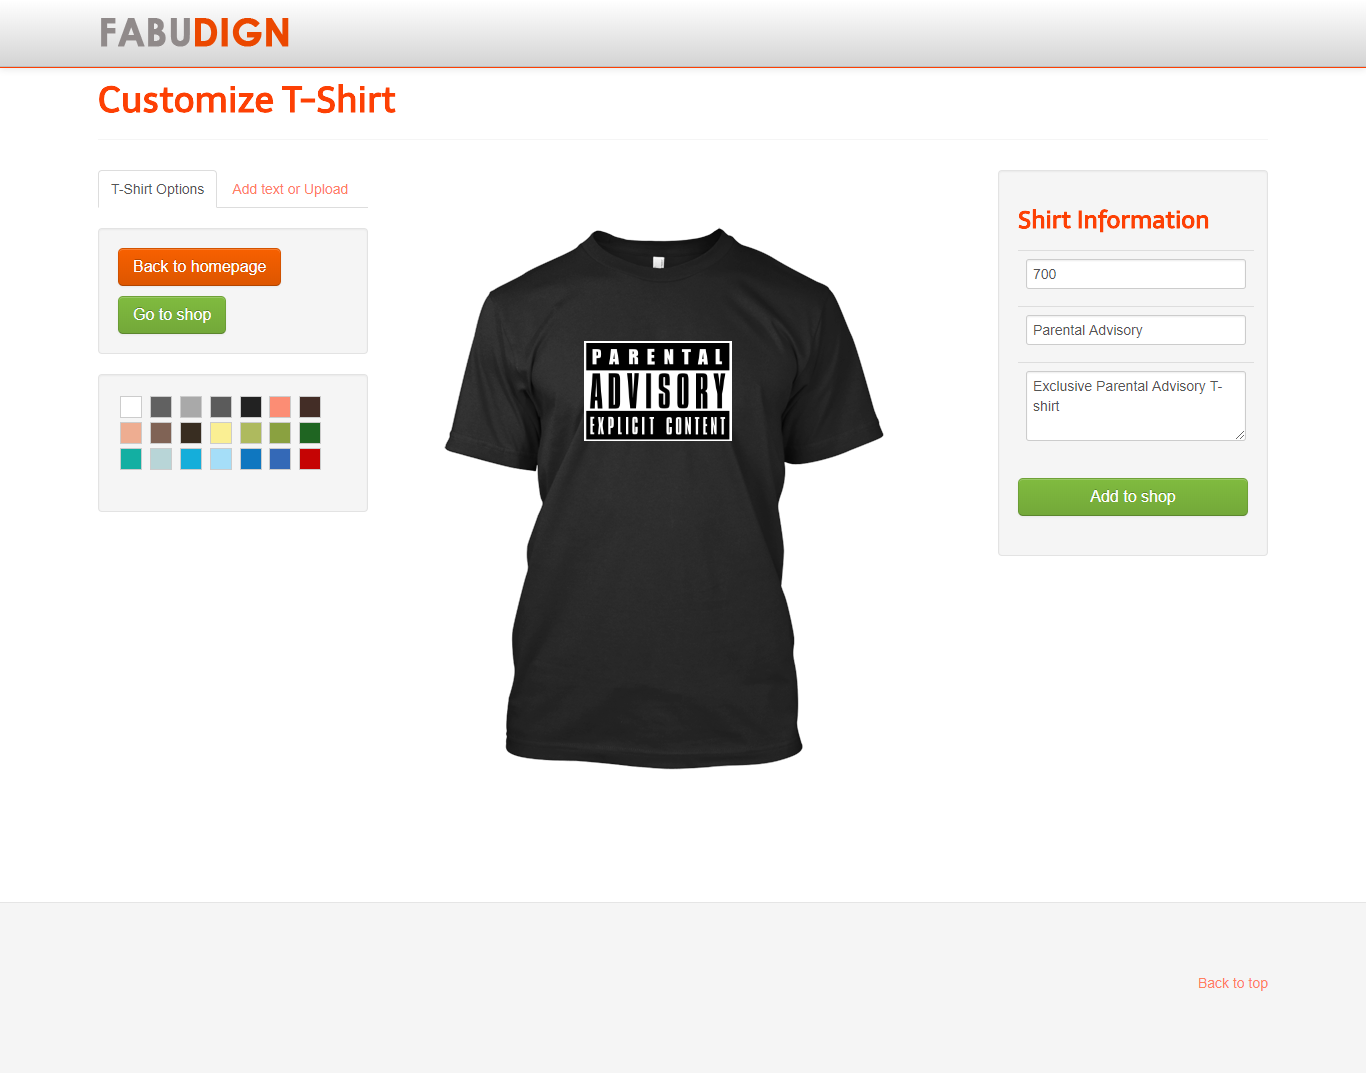 FABUDIGN
Customize T-Shirt
T-Shirt Options
Add text or Upload
Back to homepage
Go to shop
PARENTAL
ADVISORY
EXPLICIT CONTENT
Shirt Information
700
Parental Advisory
Exclusive Parental Advisory T-
shirt
Add to shop
Back to top